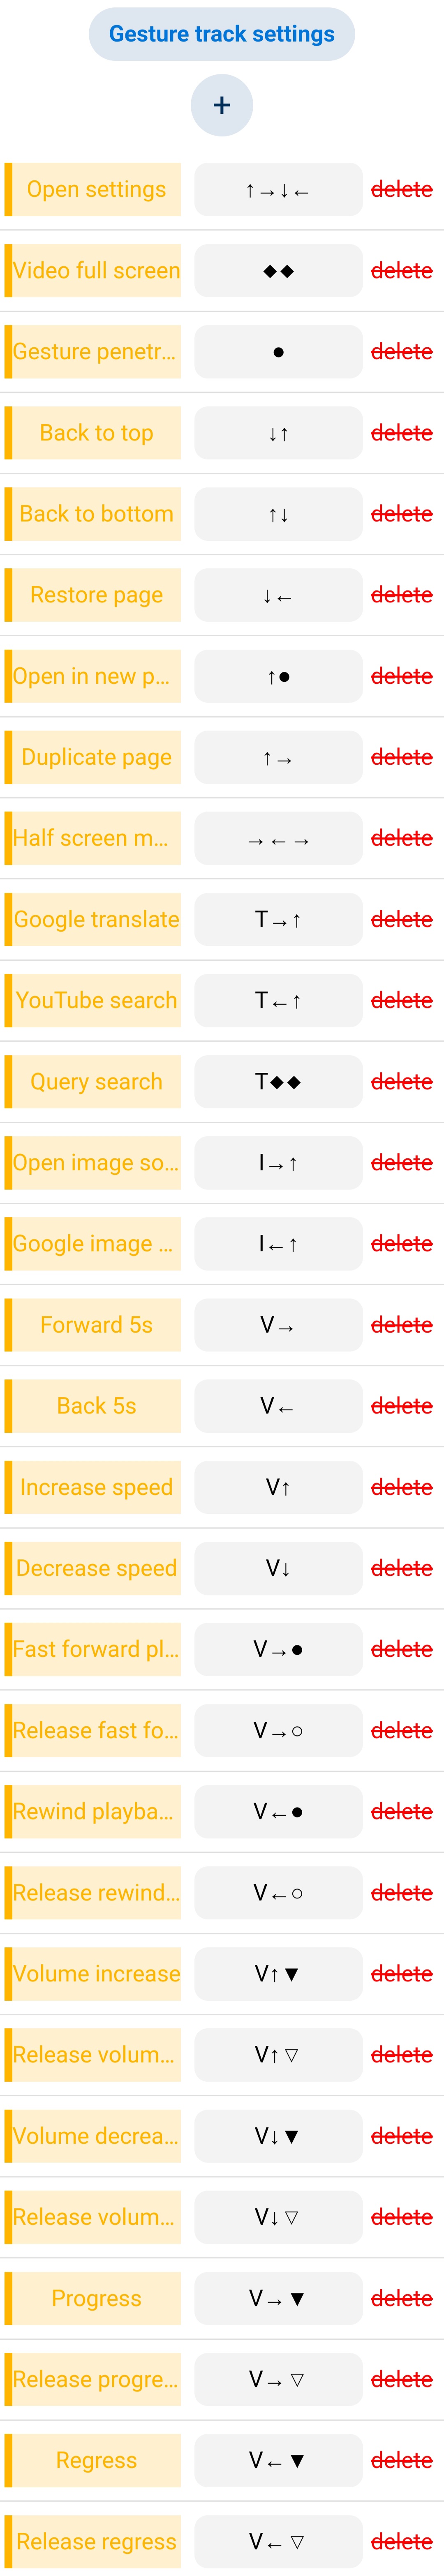 Gesture track settings
+
Open settings ↑→↓← delete
Video full screen ◆◆ delete
Gesture penetr... ● delete
Back to top ↓↑ delete
Back to bottom ↑↓ delete
Restore page ↓← delete
Open in new p... ↑● delete
Duplicate page ↑→ delete
Half screen m... →←→ delete
Google translate T→↑ delete
YouTube search T←↑ delete
Query search T◆◆ delete
Open image so... I→↑ delete
Google image ... I←↑ delete
Forward 5s V→ delete
Back 5s V← delete
Increase speed V↑ delete
Decrease speed V↓ delete
Fast forward pl... V→● delete
Release fast fo... V→○ delete
Rewind playba... V←● delete
Release rewind... V←○ delete
Volume increase V↑▼ delete
Release volum... V↑▽ delete
Volume decrea... V↓▼ delete
Release volum... V↓▽ delete
Progress V→▼ delete
Release progre... V→▽ delete
Regress V←▼ delete
Release regress V←▽ delete